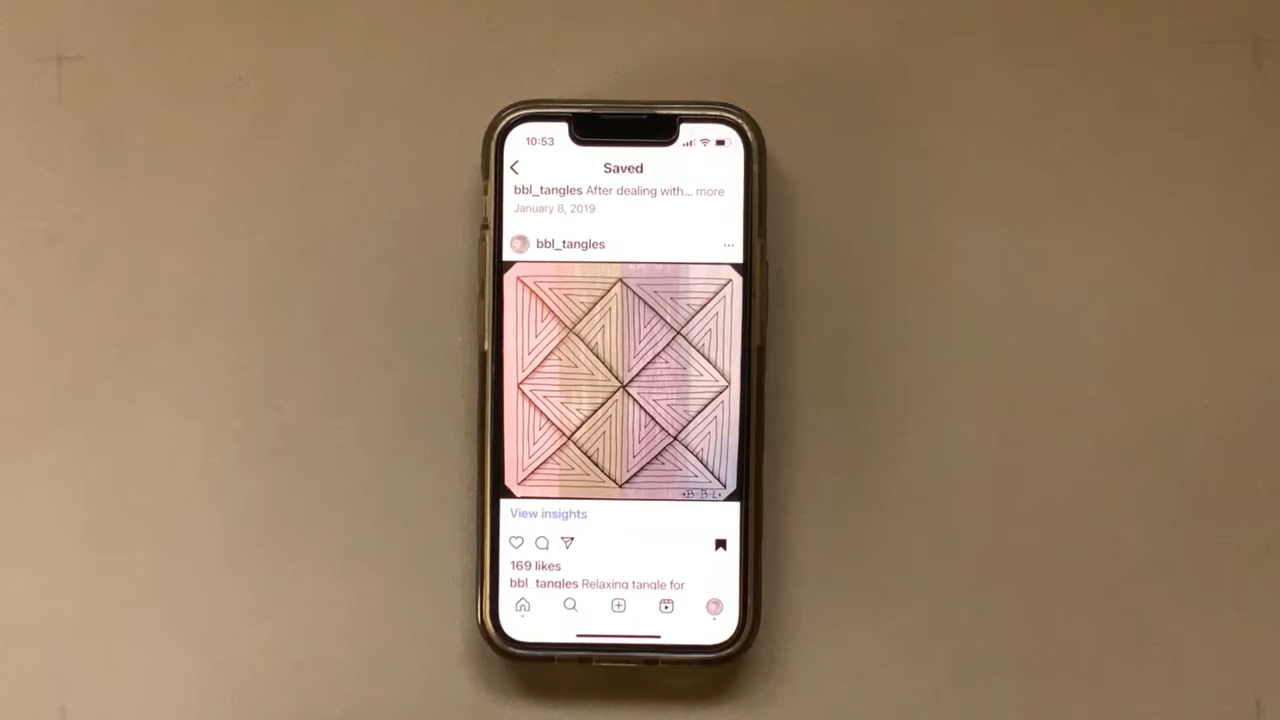 10:53
Saved
bbl_tangles After dealing with... more
January 8, 2019
bbl_tangles
B-B-L
View insights
169 likes
bbl_tangles Relaxing tangle for